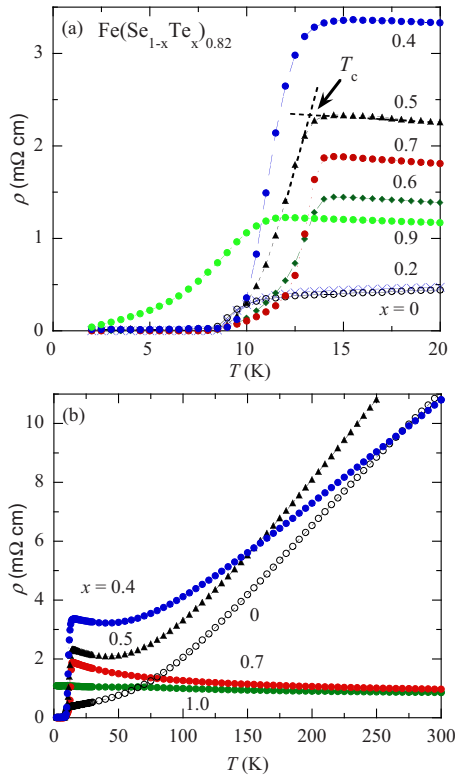 (a) Fe(Se1-xTex)0.82
3
2
1
0
ρ (mΩ cm)
Tc
0.4
0.5
0.7
0.6
0.9
0.2
x = 0
0 5 10 15 20
T (K)
(b)
10
8
6
4
2
0
ρ (mΩ cm)
x = 0.4
0.5
0
0.7
1.0
0 50 100 150 200 250 300
T (K)